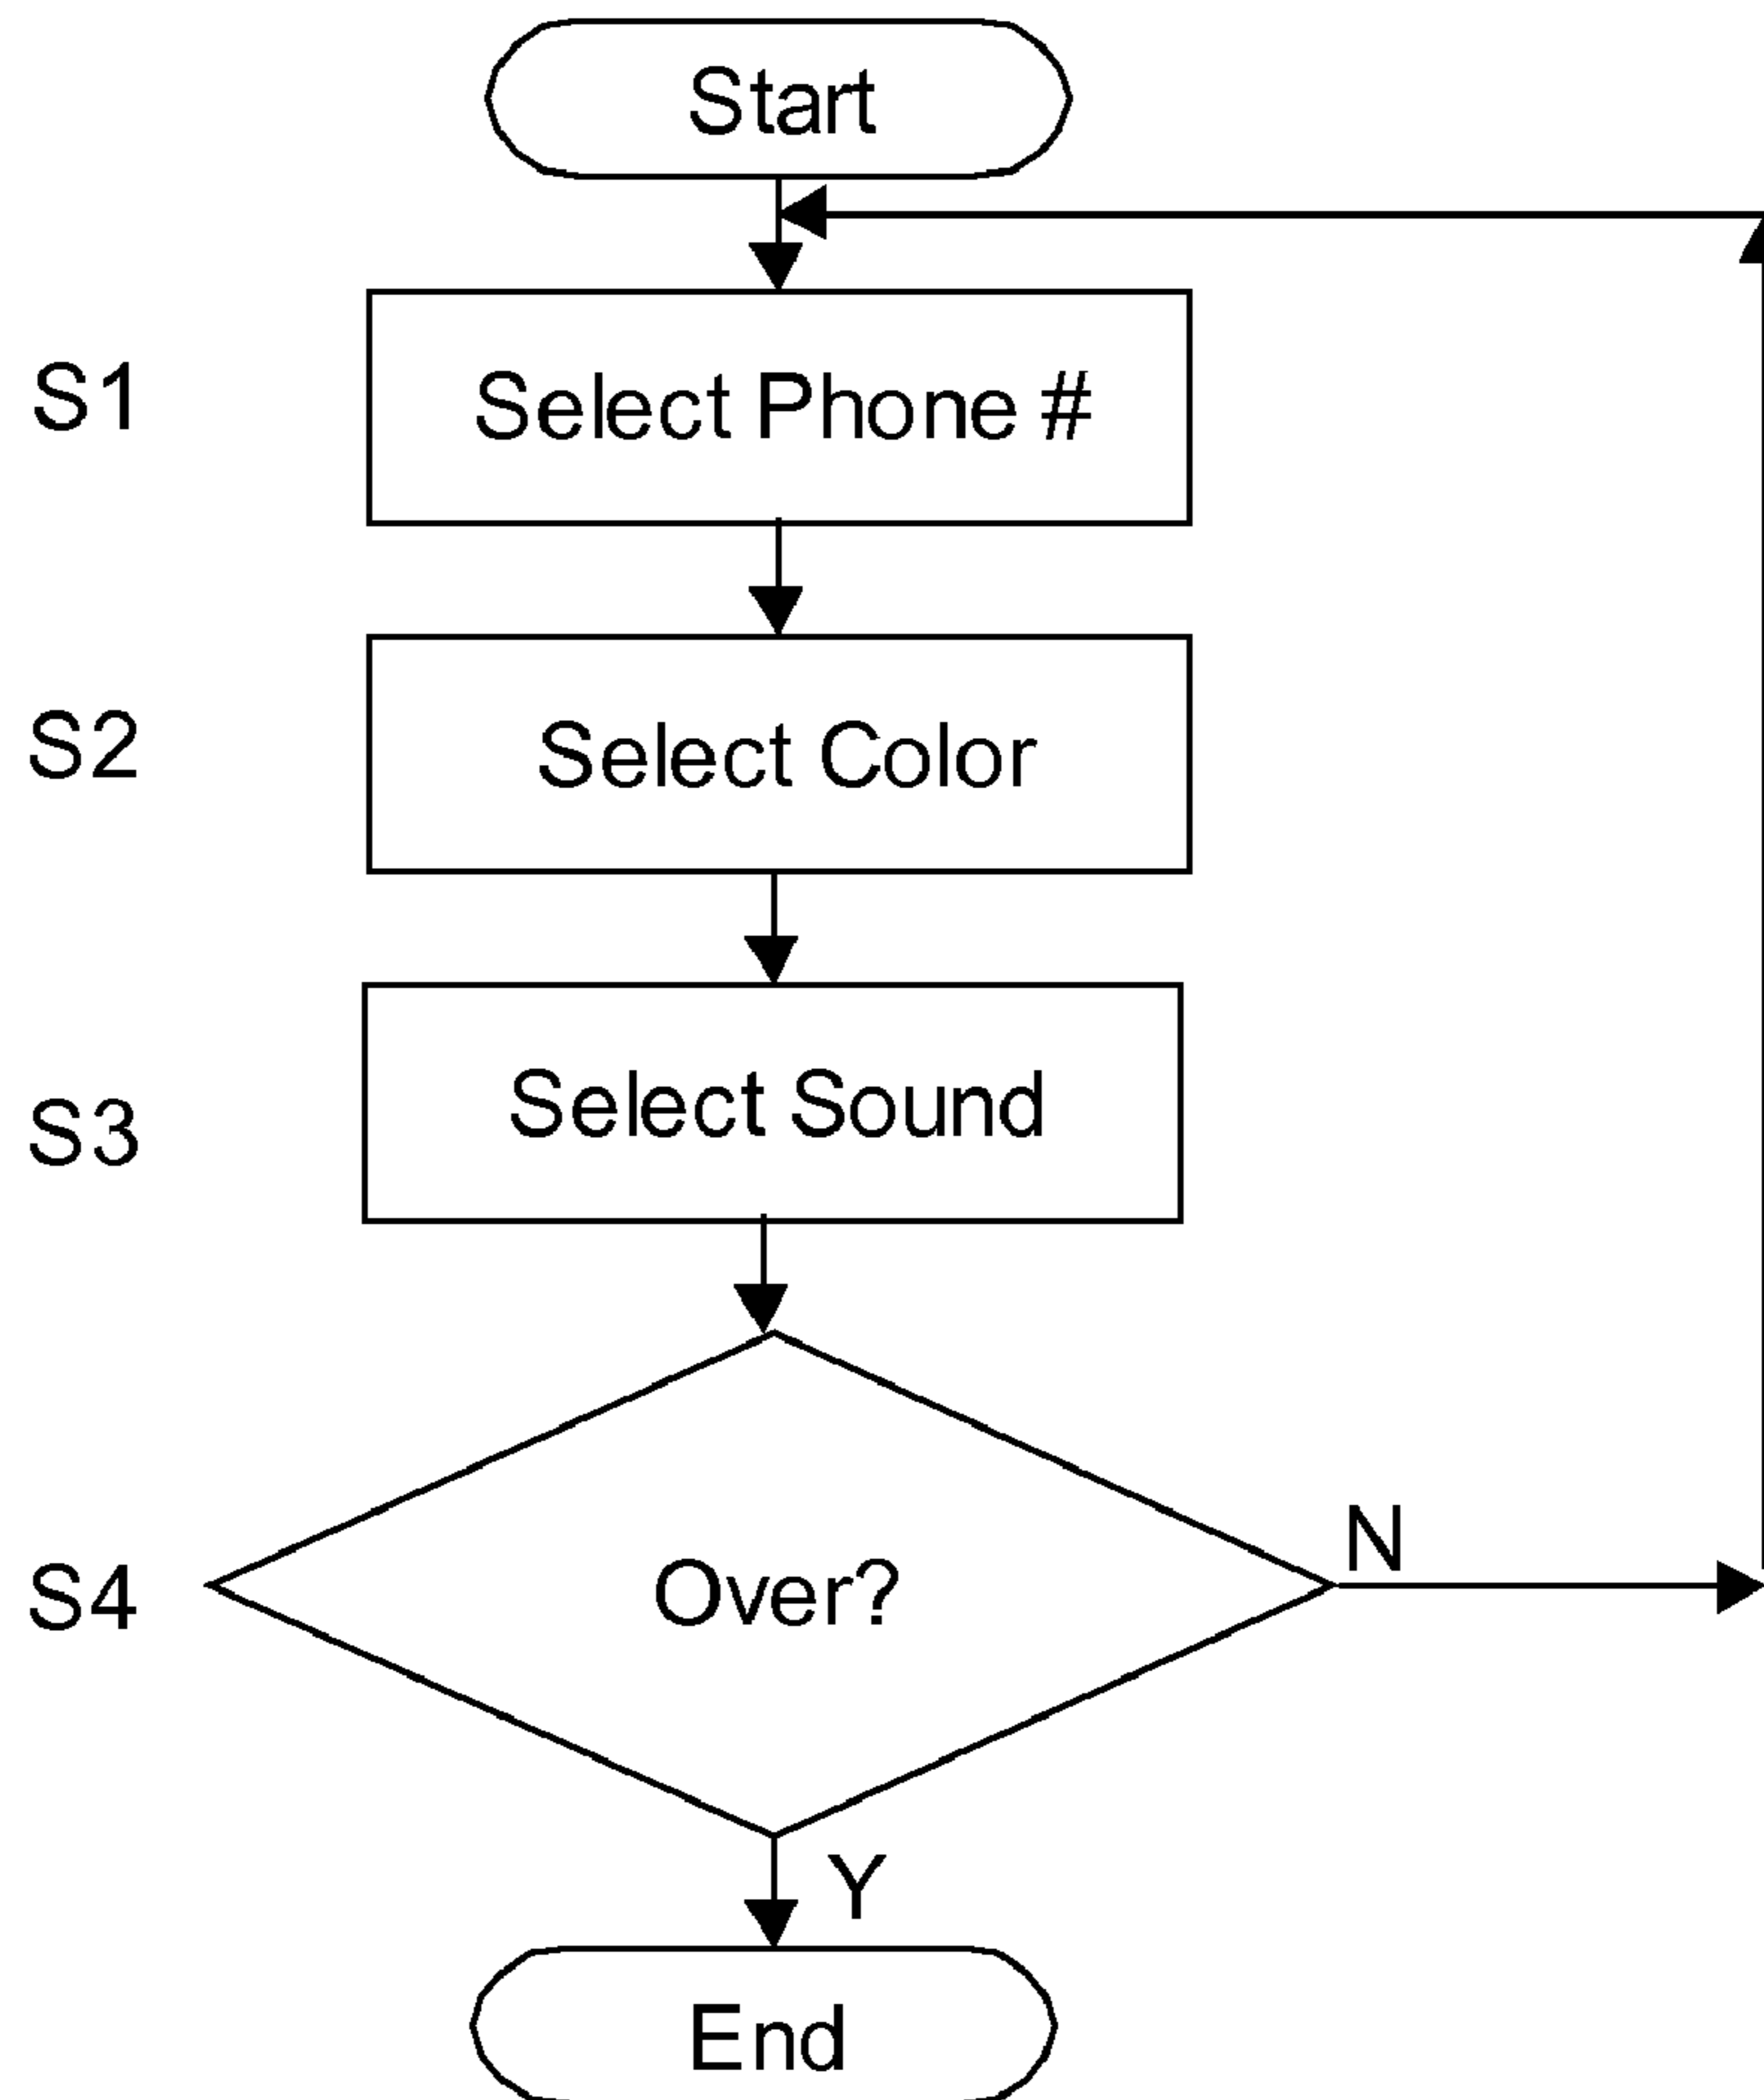 Start
S1
Select Phone #
S2
Select Color
S3
Select Sound
S4
Over?
N
Y
End